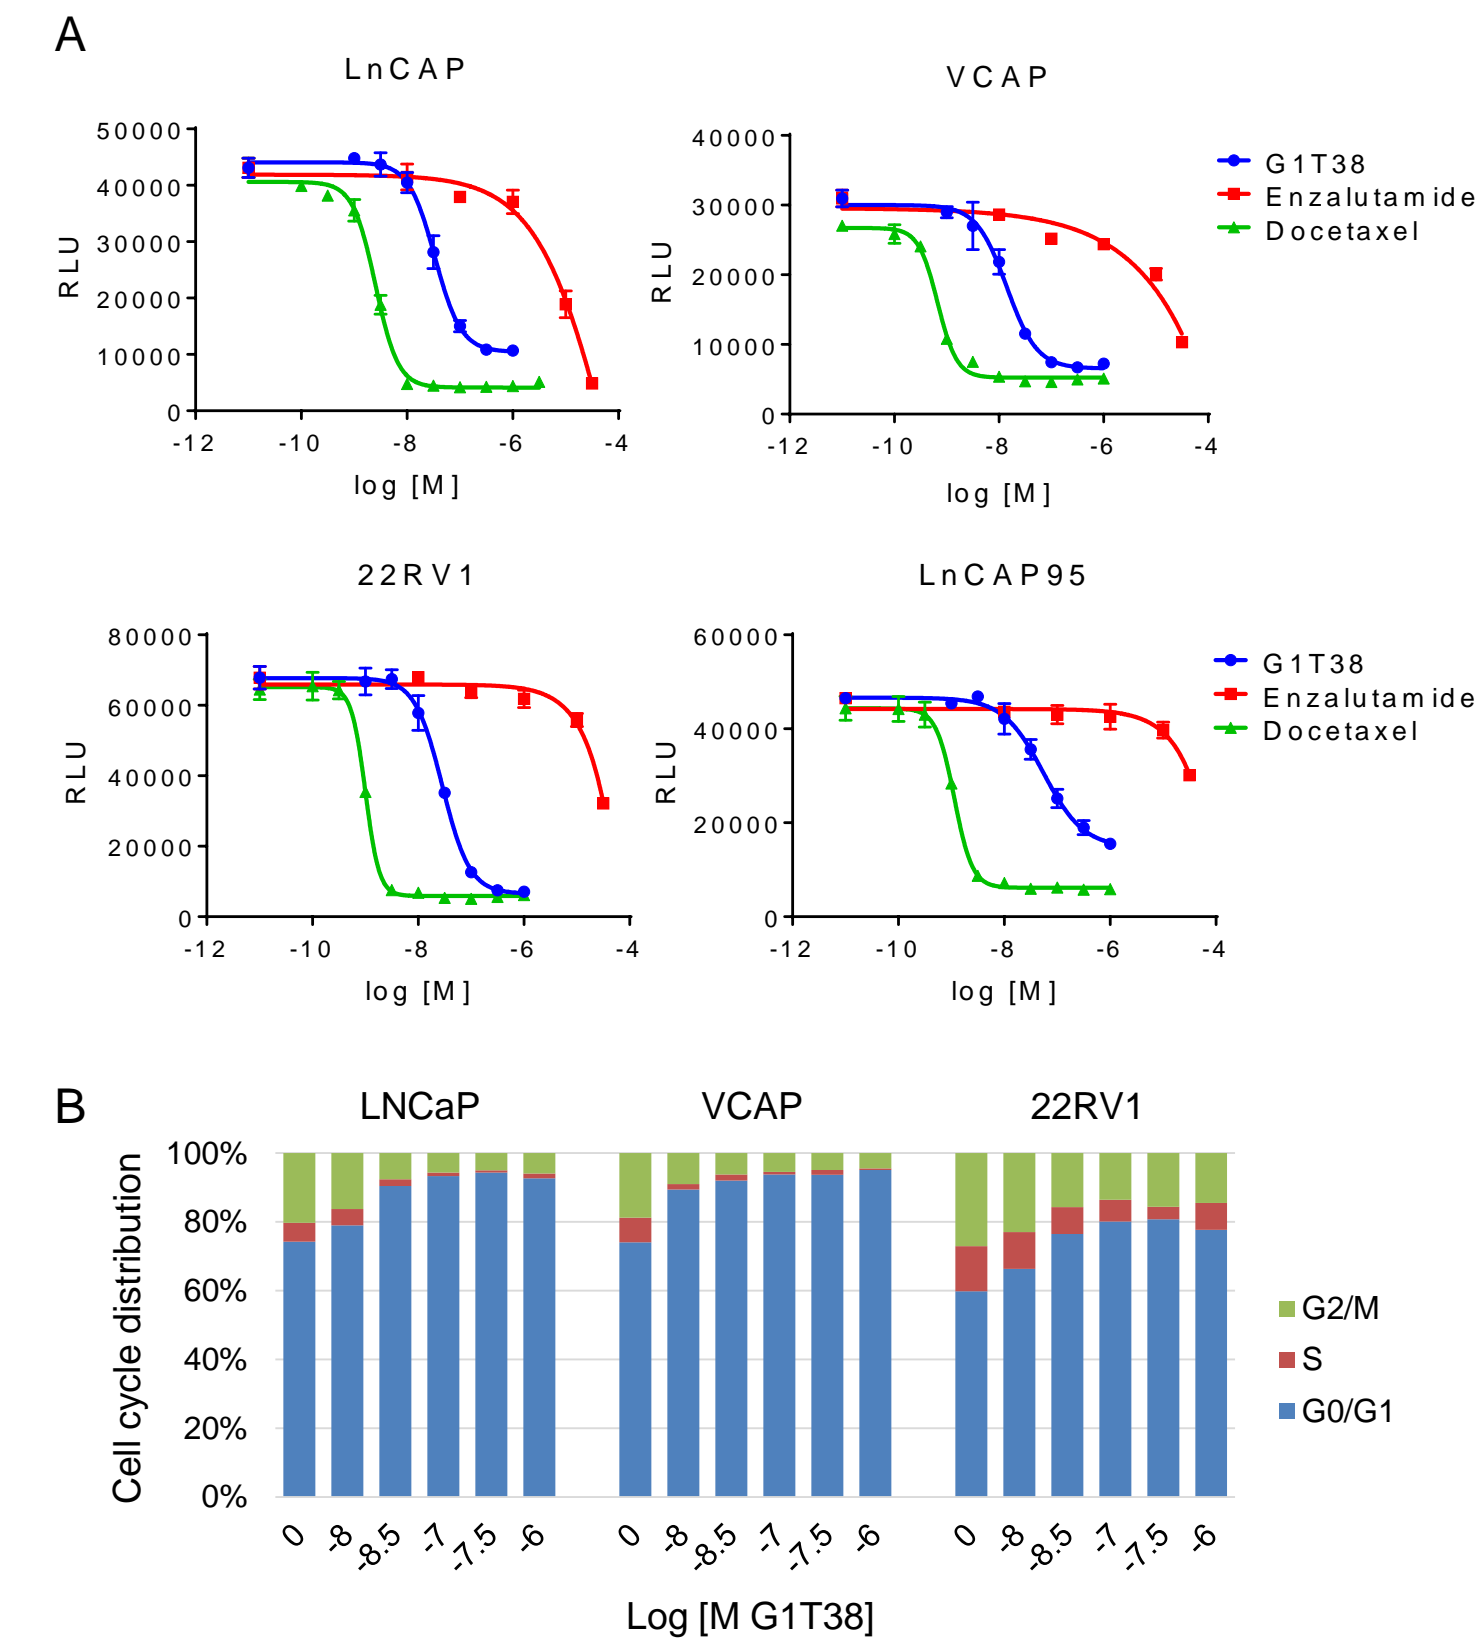 A
LnCAP
VCAP
50000
40000
30000
20000
10000
0
RLU
-12 -10 -8 -6 -4
log [M]
40000
30000
20000
10000
0
RLU
-12 -10 -8 -6 -4
log [M]
G1T38
Enzalutamide
Docetaxel
22RV1
LnCAP95
80000
60000
40000
20000
0
RLU
-12 -10 -8 -6 -4
log [M]
60000
40000
20000
0
RLU
-12 -10 -8 -6 -4
log [M]
G1T38
Enzalutamide
Docetaxel
B
LNCaP VCAP 22RV1
100%
80%
60%
40%
20%
0%
Cell cycle distribution
G2/M
S
G0/G1
0 -8 -8.5 -7 -7.5 -6 0 -8 -8.5 -7 -7.5 -6 0 -8 -8.5 -7 -7.5 -6
Log [M G1T38]